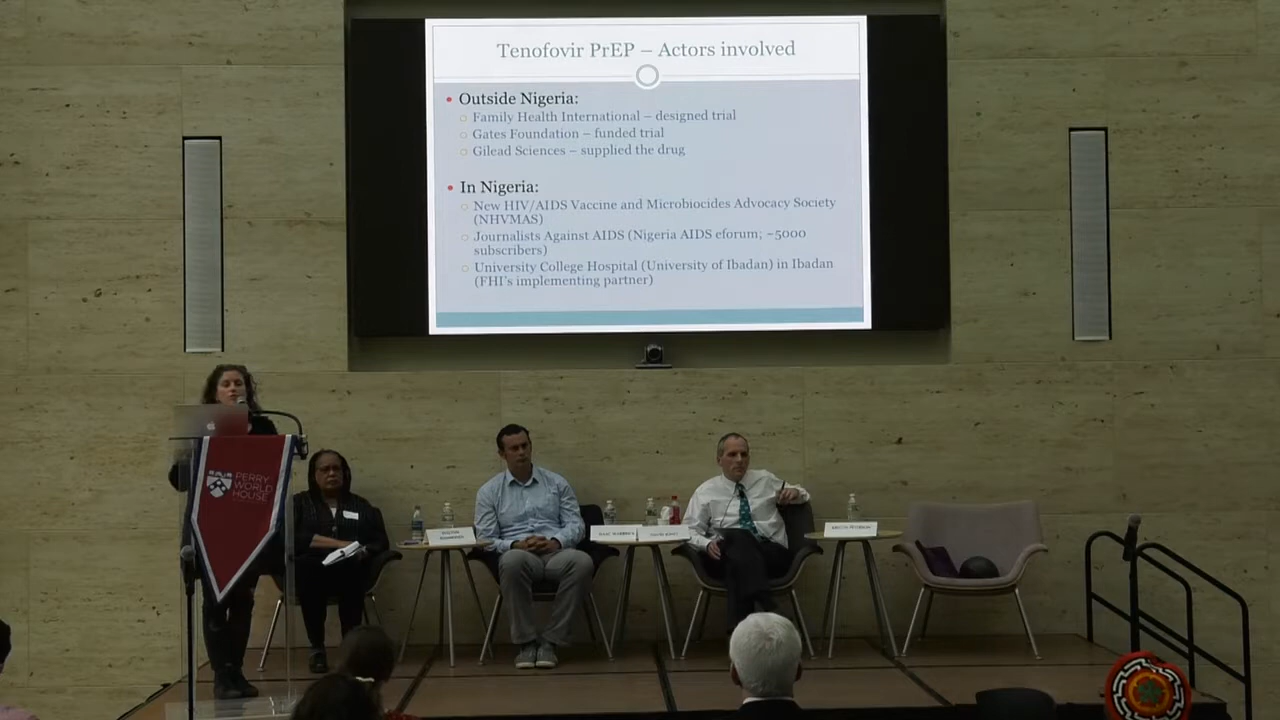 Tenofovir PrEP – Actors involved
• Outside Nigeria:
○ Family Health International – designed trial
○ Gates Foundation – funded trial
○ Gilead Sciences – supplied the drug
• In Nigeria:
○ New HIV/AIDS Vaccine and Microbiocides Advocacy Society
(NHVMAS)
○ Journalists Against AIDS (Nigeria AIDS eforum; ~5000
subscribers)
○ University College Hospital (University of Ibadan) in Ibadan
(FHI's implementing partner)
PERRY
WORLD
HOUSE